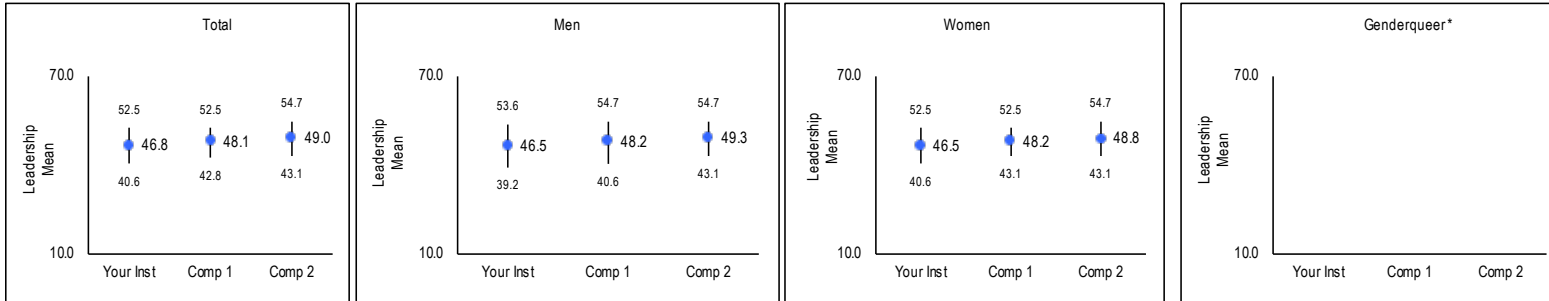 Total
Leadership
Mean
70.0
10.0
52.5
46.8
40.6
52.5
48.1
42.8
54.7
49.0
43.1
Your Inst Comp 1 Comp 2
Men
Leadership
Mean
70.0
10.0
53.6
46.5
39.2
54.7
48.2
40.6
54.7
49.3
43.1
Your Inst Comp 1 Comp 2
Women
Leadership
Mean
70.0
10.0
52.5
46.5
40.6
52.5
48.2
43.1
54.7
48.8
43.1
Your Inst Comp 1 Comp 2
Genderqueer*
Leadership
Mean
70.0
10.0
Your Inst Comp 1 Comp 2